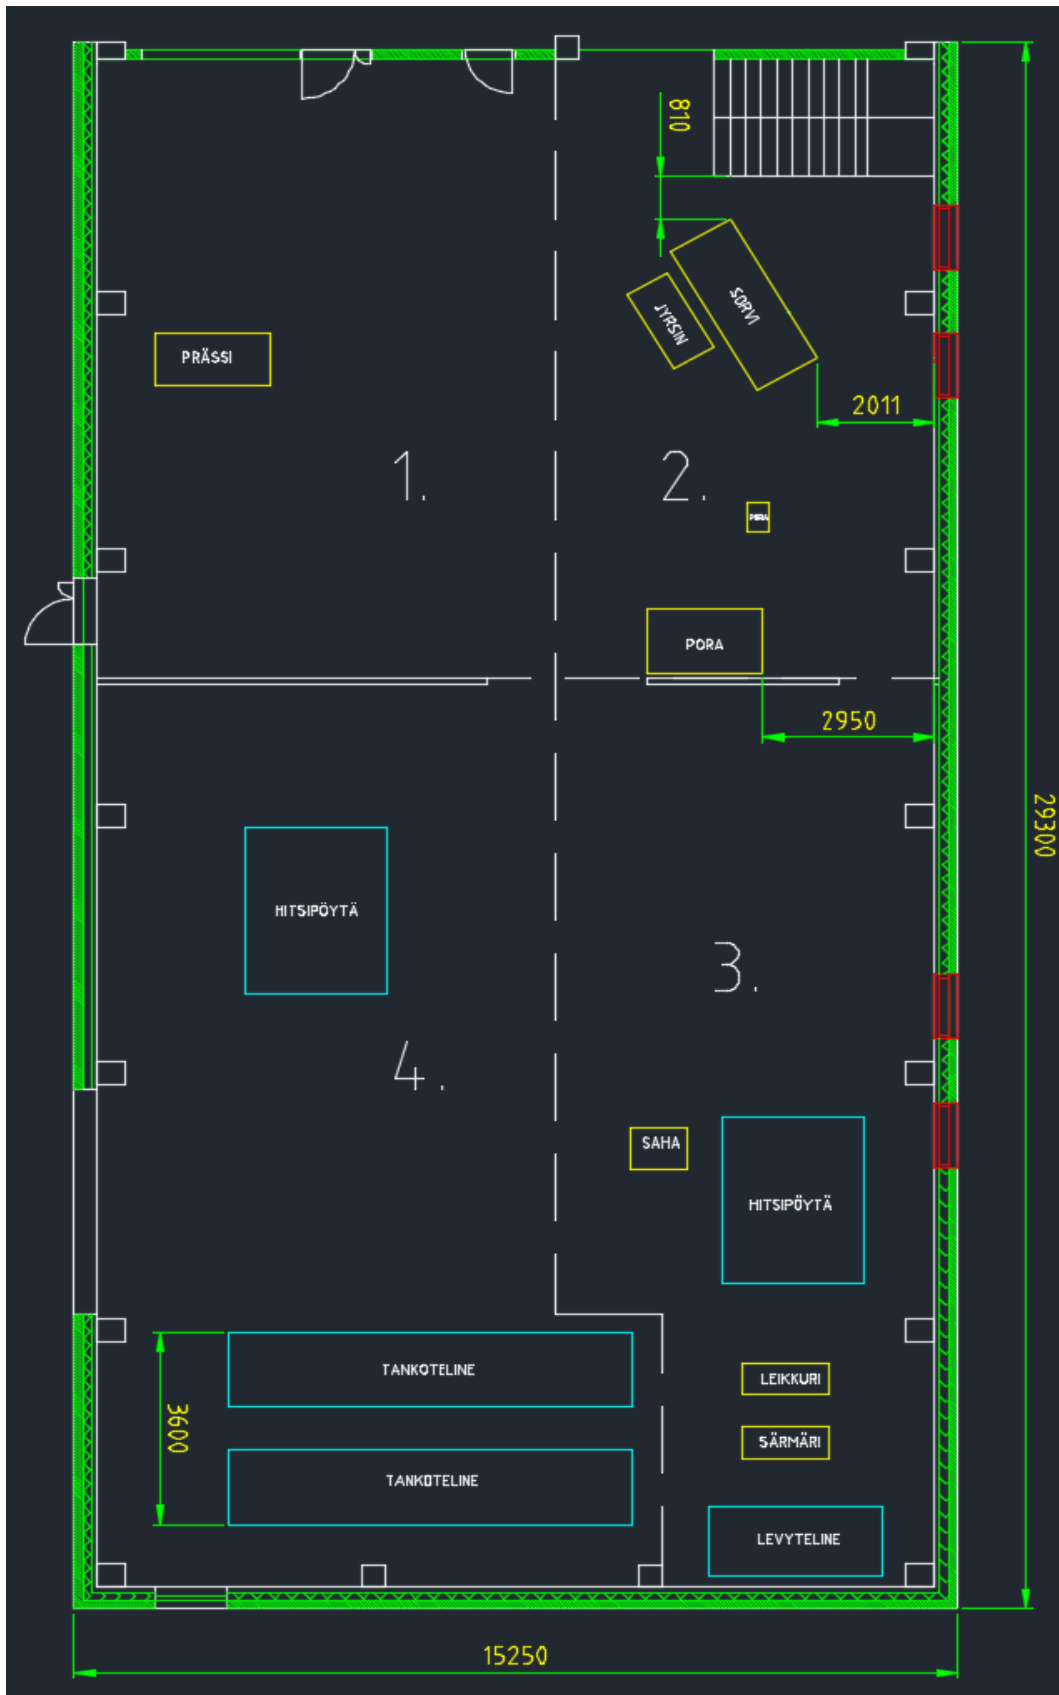 810
SORVI
JYRSIN
PRÄSSI
2011
1.
2.
PORA
PORA
2950
29300
HITSIPÖYTÄ
3.
4.
SAHA
HITSIPÖYTÄ
TANKOTELINE
LEIKKURI
3600
SÄRMÄRI
TANKOTELINE
LEVYTELINE
15250